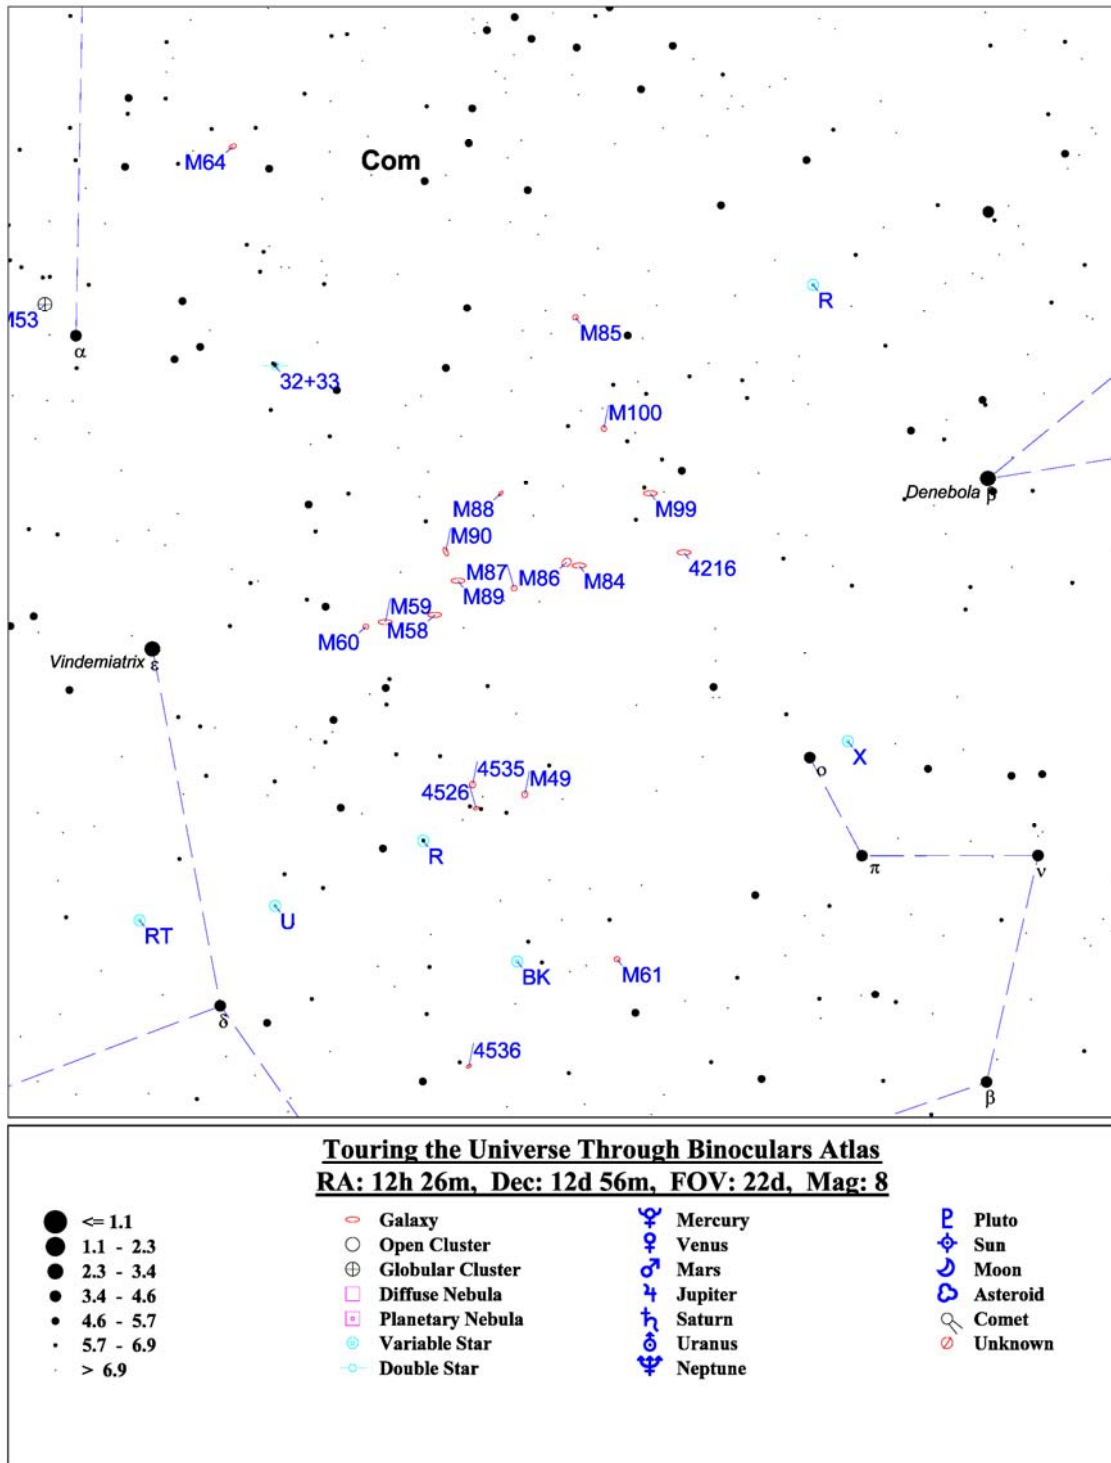 M64
Com
R
M53
α
M85
32+33
M100
Denebola β
M88
M99
M90
4216
M87
M86
M84
M89
M59
M58
M60
Vindemiatrix ε
X
ο
4535
M49
4526
R
π
ν
U
RT
BK
M61
δ
4536
β
Touring the Universe Through Binoculars Atlas
RA: 12h 26m, Dec: 12d 56m, FOV: 22d, Mag: 8
<= 1.1
1.1 - 2.3
2.3 - 3.4
3.4 - 4.6
4.6 - 5.7
5.7 - 6.9
> 6.9
Galaxy
Open Cluster
Globular Cluster
Diffuse Nebula
Planetary Nebula
Variable Star
Double Star
Mercury
Venus
Mars
Jupiter
Saturn
Uranus
Neptune
Pluto
Sun
Moon
Asteroid
Comet
Unknown